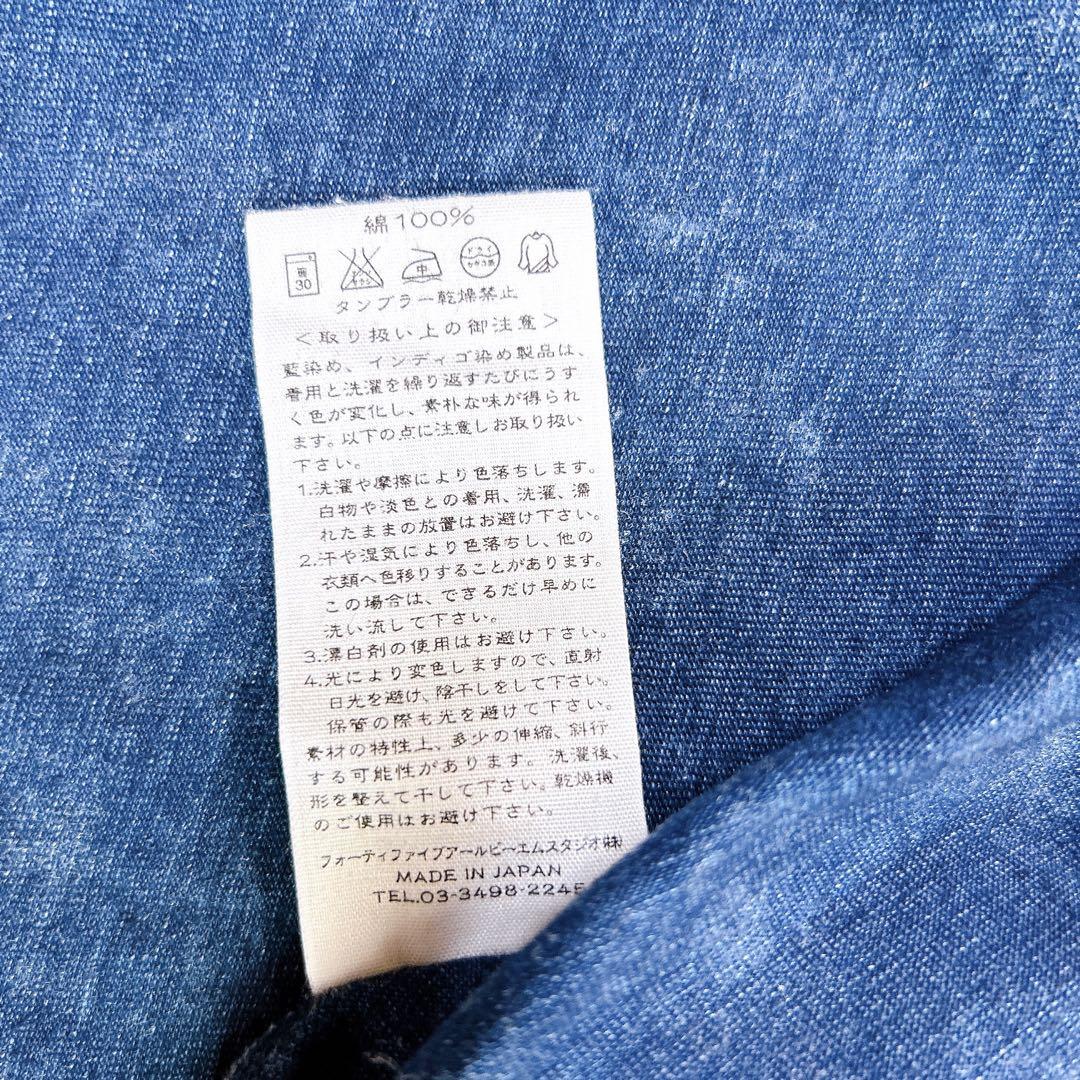 綿100%
30
中
ドライ
タンブラー乾燥禁止
<取り扱い上の御注意>
藍染め、インディゴ染め製品は、
着用と洗濯を繰り返すたびにうす
く色が変化し、素朴な味が得られ
ます。以下の点に注意しお取り扱い
下さい。
1.洗濯や摩擦により色落ちします。
白物や淡色との着用、洗濯、濡
れたままの放置はお避け下さい。
2.汗や湿気により色落ちし、他の
衣類へ色移りすることがあります。
この場合は、できるだけ早めに
洗い流して下さい。
3.漂白剤の使用はお避け下さい。
4.光により変色しますので、直射
日光を避け、陰干しをして下さい。
保管の際も光を避けて下さい。
素材の特性上、多少の伸縮、斜行
する可能性があります。洗濯後、
形を整えて干して下さい。乾燥機
のご使用はお避け下さい。
フォーティファイブアールピーエムスタジオ㈱
MADE IN JAPAN
TEL.03-3498-224